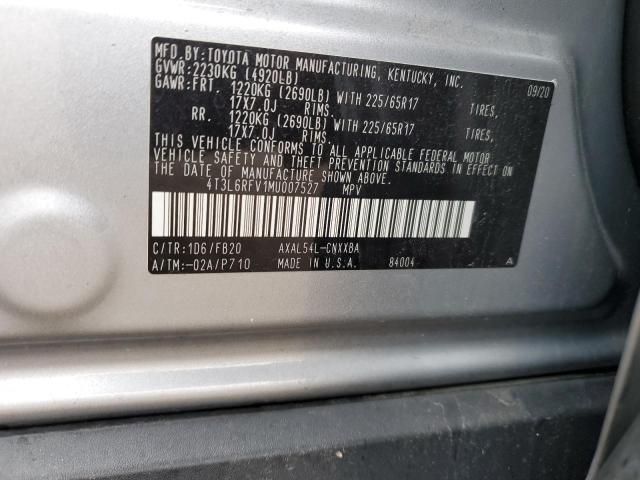 MFD.BY:TOYOTA MOTOR MANUFACTURING, KENTUCKY, INC.
GVWR:2230KG (4920LB) 09/20
GAWR:FRT. 1220KG (2690LB) WITH 225/65R17 TIRES,
17X7.0J RIMS.
RR. 1220KG (2690LB) WITH 225/65R17 TIRES,
17X7.0J RIMS.
THIS VEHICLE CONFORMS TO ALL APPLICABLE FEDERAL MOTOR
VEHICLE SAFETY AND THEFT PREVENTION STANDARDS IN EFFECT ON
THE DATE OF MANUFACTURE SHOWN ABOVE.
4T3L6RFV1MU007527 MPV
C/TR:1D6/FB20 AXAL54L-CNXXBA
A/TM:-02A/P710 MADE IN U.S.A. 84004 A